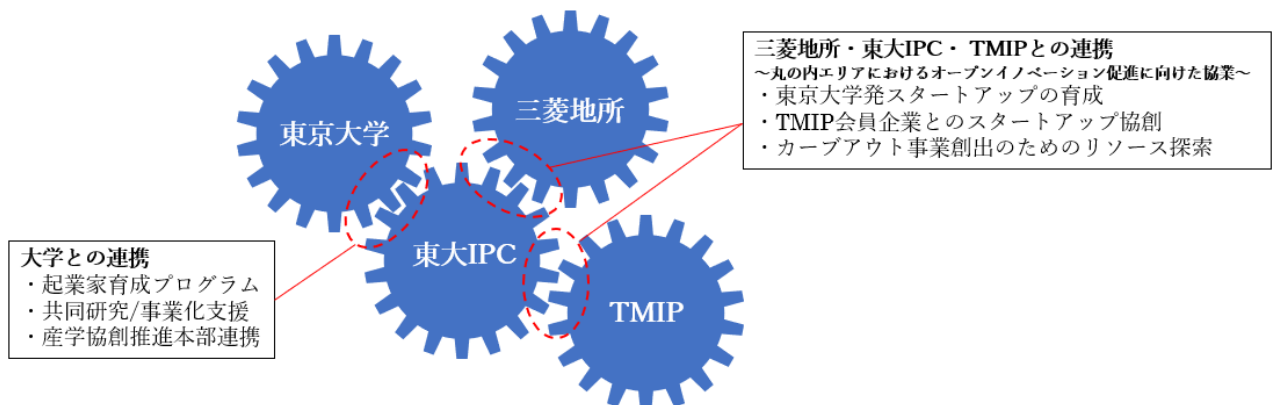 三菱地所・東大IPC・ TMIPとの連携
～丸の内エリアにおけるオープンイノベーション促進に向けた協業～
・東京大学発スタートアップの育成
・TMIP会員企業とのスタートアップ協創
・カーブアウト事業創出のためのリソース探索
三菱地所
東京大学
東大IPC
TMIP
大学との連携
・起業家育成プログラム
・共同研究/事業化支援
・産学協創推進本部連携